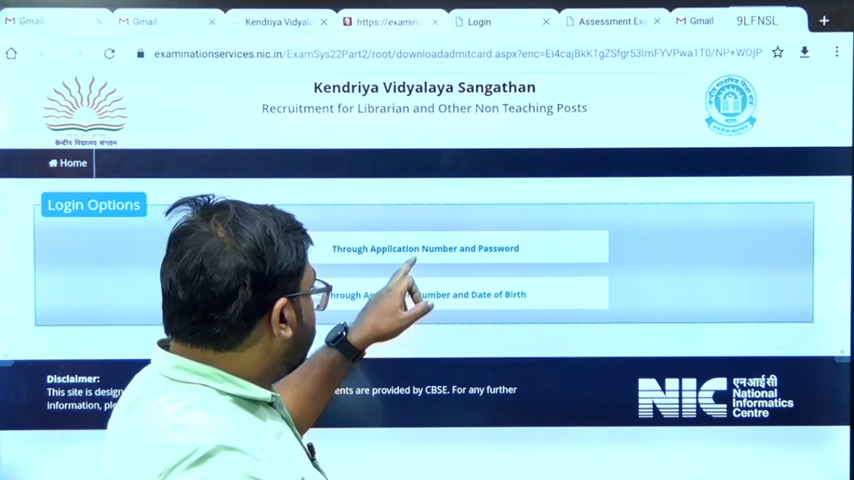 Gmail
Gmail
Kendriya Vidyal
https://examin
Login
Assessment Ex
Gmail
9LFNSL
examinationservices.nic.in/ExamSys22Part2/root/downloadadmitcard.aspx?enc=Ei4cajBkK1gZSfgr53ImFYVPwa1T0/NP+WOjP
Kendriya Vidyalaya Sangathan
Recruitment for Librarian and Other Non Teaching Posts
केन्द्रीय विद्यालय संगठन
Home
Login Options
Through Application Number and Password
Through Ap umber and Date of Birth
Disclaimer:
This site is design ents are provided by CBSE. For any further
information, pl
NIC एनआईसी
National
Informatics
Centre